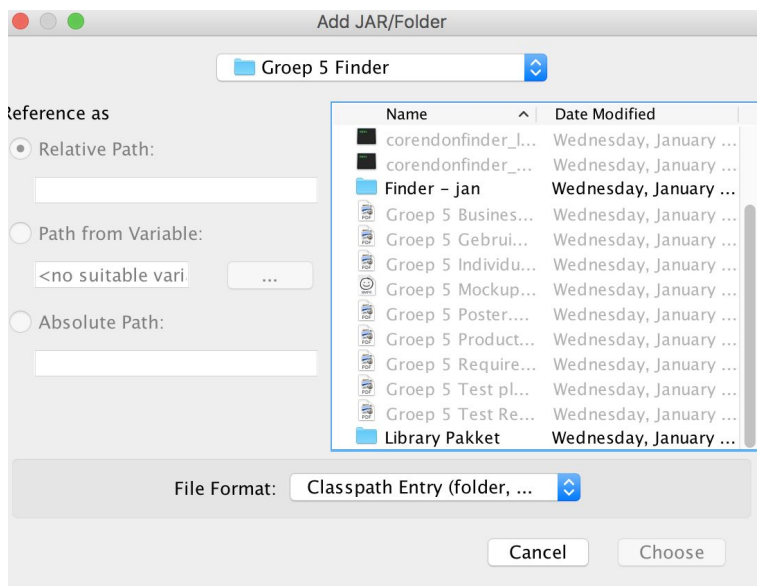 Add JAR/Folder
Groep 5 Finder
Reference as
Relative Path:
Path from Variable:
<no suitable vari
...
Absolute Path:
Name Date Modified
corendonfinder_l... Wednesday, January ...
corendonfinder_... Wednesday, January ...
Finder – jan Wednesday, January ...
Groep 5 Busines... Wednesday, January ...
Groep 5 Gebrui... Wednesday, January ...
Groep 5 Individu... Wednesday, January ...
Groep 5 Mockup... Wednesday, January ...
Groep 5 Poster.... Wednesday, January ...
Groep 5 Product... Wednesday, January ...
Groep 5 Require... Wednesday, January ...
Groep 5 Test pl... Wednesday, January ...
Groep 5 Test Re... Wednesday, January ...
Library Pakket Wednesday, January ...
File Format: Classpath Entry (folder, ...
Cancel Choose